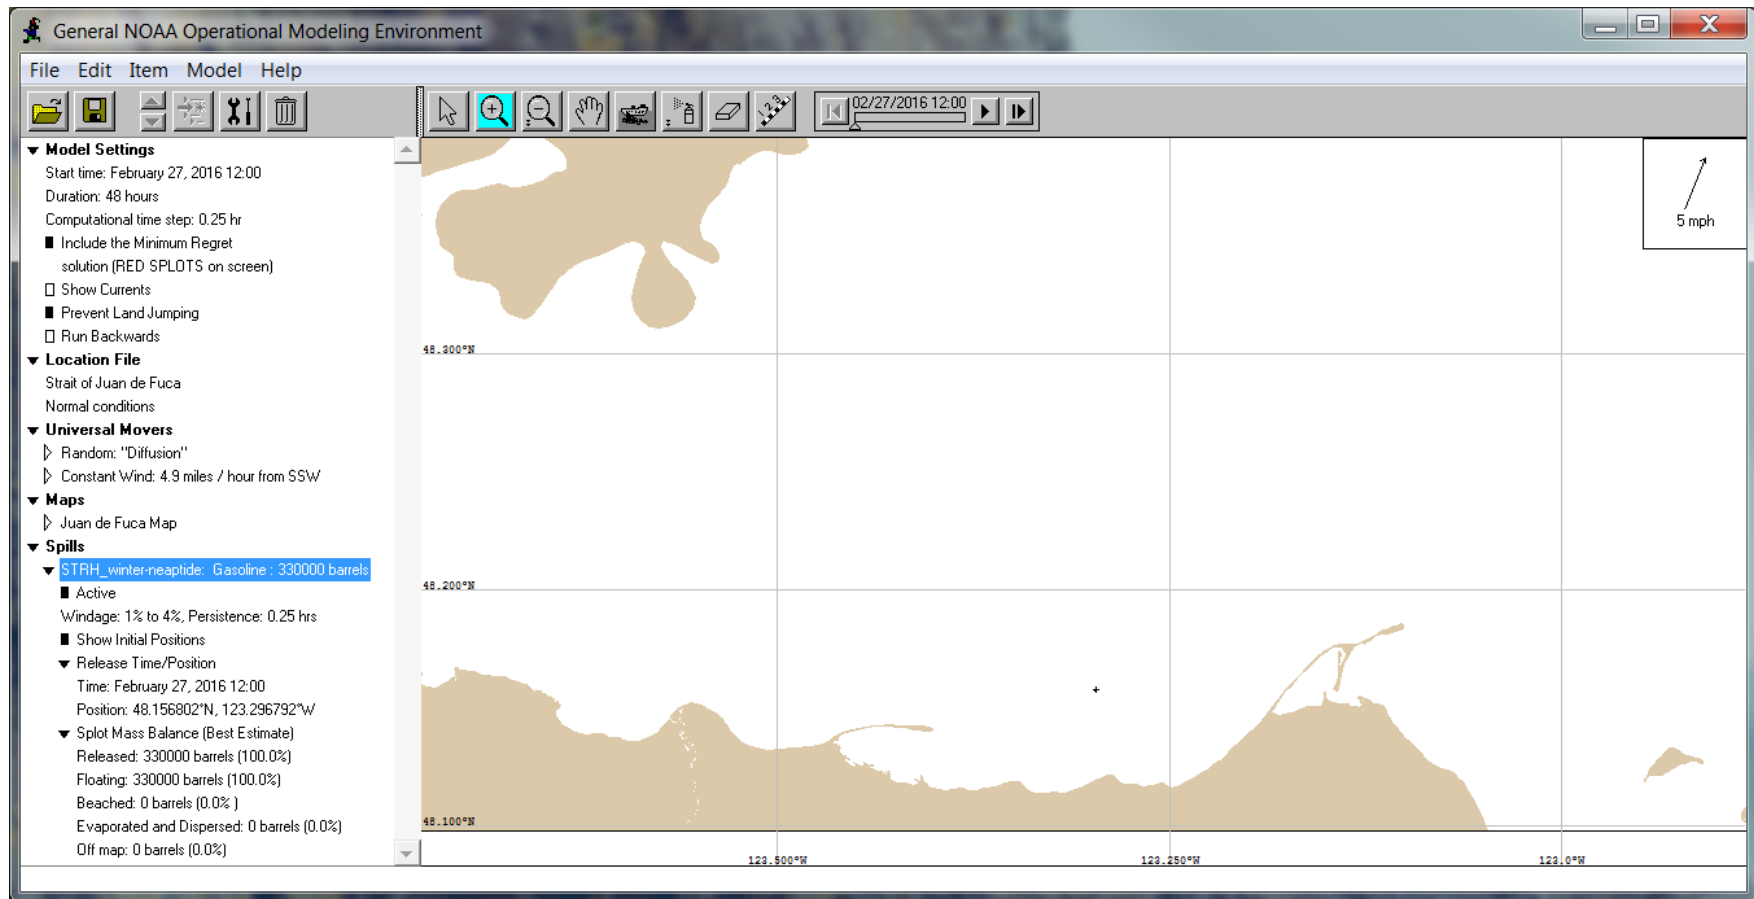 General NOAA Operational Modeling Environment
File Edit Item Model Help
02/27/2016 12:00
Model Settings
Start time: February 27, 2016 12:00
Duration: 48 hours
Computational time step: 0.25 hr
Include the Minimum Regret
solution (RED SPLOTS on screen)
Show Currents
Prevent Land Jumping
Run Backwards
Location File
Strait of Juan de Fuca
Normal conditions
Universal Movers
Random: "Diffusion"
Constant Wind: 4.9 miles / hour from SSW
Maps
Juan de Fuca Map
Spills
STRH_winter-neaptide: Gasoline : 330000 barrels
Active
Windage: 1% to 4%, Persistence: 0.25 hrs
Show Initial Positions
Release Time/Position
Time: February 27, 2016 12:00
Position: 48.156802°N, 123.296792°W
Splot Mass Balance (Best Estimate)
Released: 330000 barrels (100.0%)
Floating: 330000 barrels (100.0%)
Beached: 0 barrels (0.0% )
Evaporated and Dispersed: 0 barrels (0.0%)
Off map: 0 barrels (0.0%)
5 mph
48.300°N
48.200°N
48.100°N
123.500°W
123.250°W
123.0°W